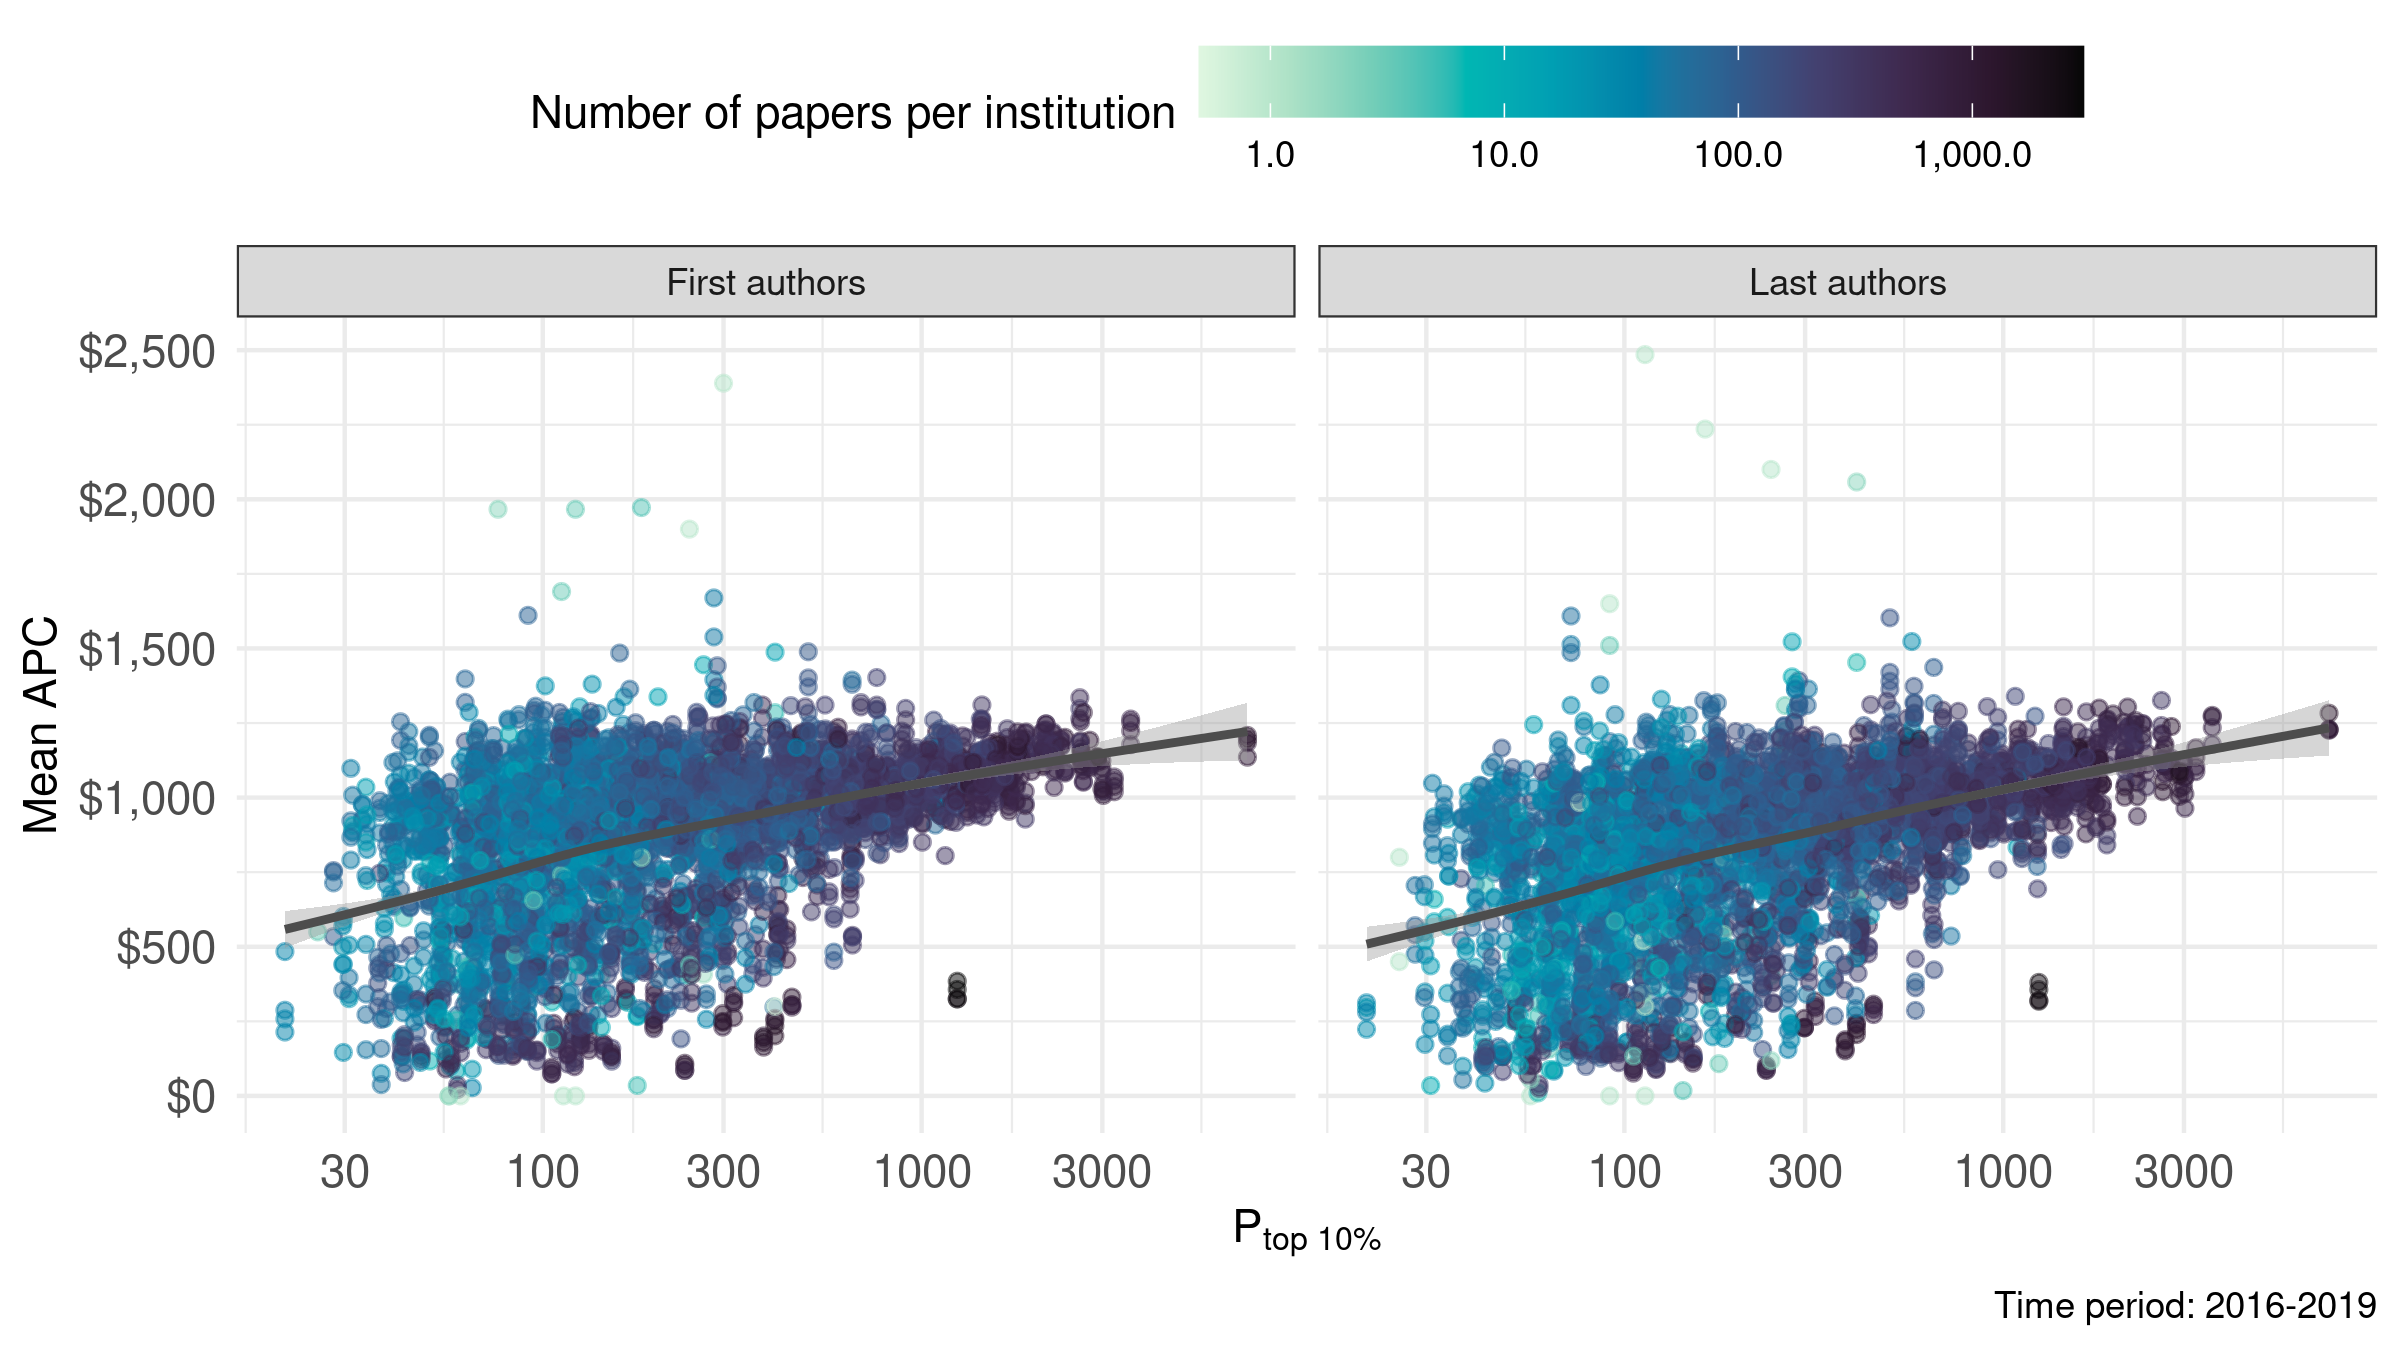 Number of papers per institution
1.0 10.0 100.0 1,000.0
First authors Last authors
$2,500
$2,000
$1,500
$1,000
$500
$0
Mean APC
30 100 300 1000 3000 30 100 300 1000 3000
P top 10%
Time period: 2016-2019